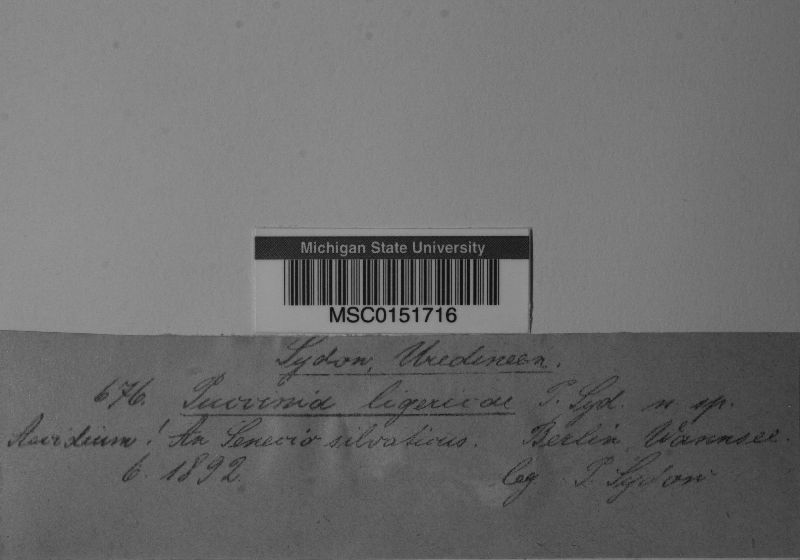 Michigan State University
MSC0151716
Sydow, Uredineen.
676. Puccinia ligericae P. Syd. n. sp.
Aecidium! An Senecio silvaticus. Berlin, Wannsee.
6. 1892. leg P. Sydow